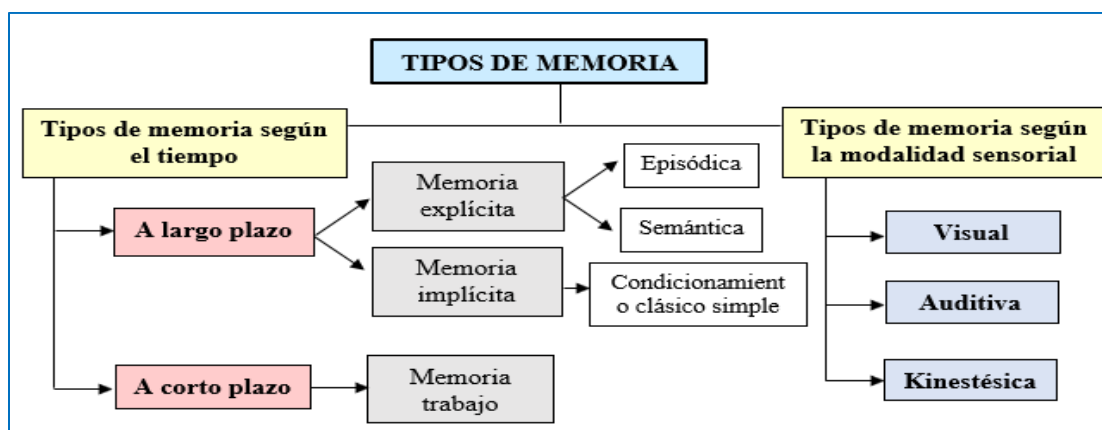 TIPOS DE MEMORIA
Tipos de memoria según
el tiempo
A largo plazo
Memoria
explícita
Episódica
Semántica
Memoria
implícita
Condicionamient
o clásico simple
A corto plazo
Memoria
trabajo
Tipos de memoria según
la modalidad sensorial
Visual
Auditiva
Kinestésica